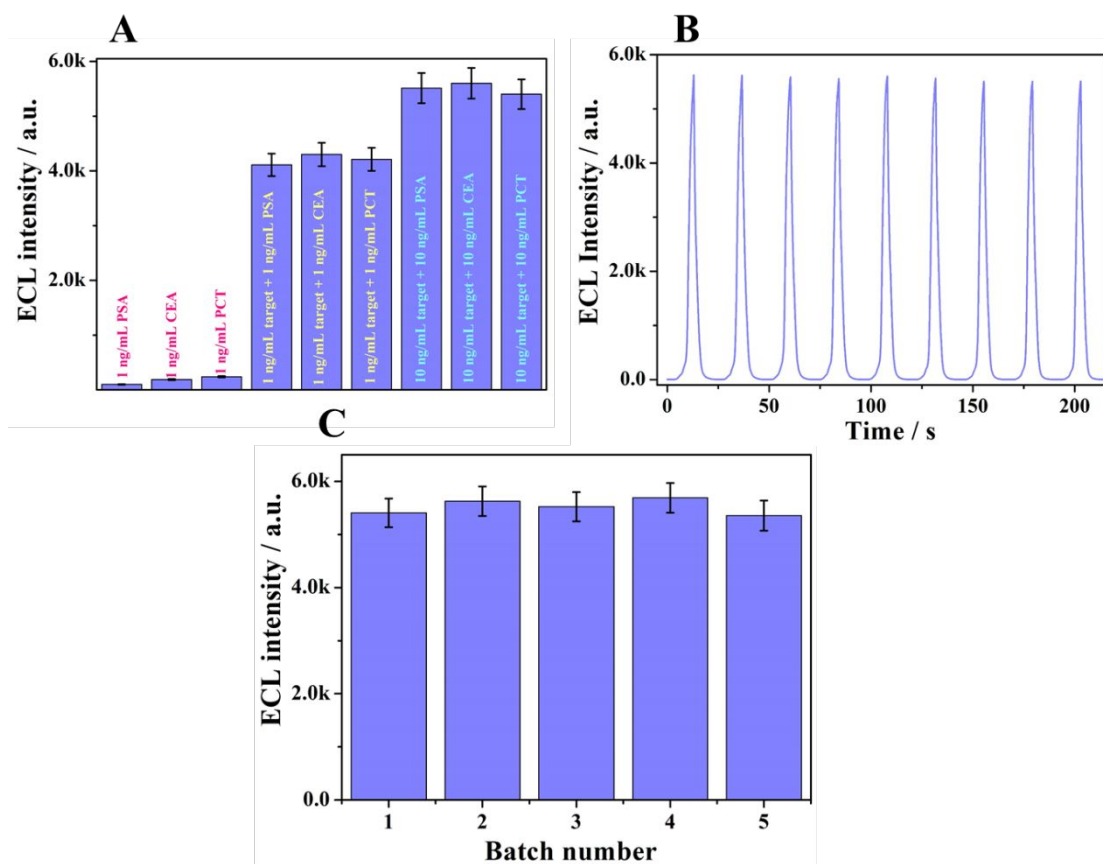 A
ECL intensity / a.u.
6.0k
4.0k
2.0k
1 ng/mL PSA
1 ng/mL CEA
1 ng/mL PCT
1 ng/mL target + 1 ng/mL PSA
1 ng/mL target + 1 ng/mL CEA
1 ng/mL target + 1 ng/mL PCT
10 ng/mL target + 10 ng/mL PSA
10 ng/mL target + 10 ng/mL CEA
10 ng/mL target + 10 ng/mL PCT
B
ECL Intensity / a.u.
6.0k
4.0k
2.0k
0.0
0 50 100 150 200
Time / s
C
ECL intensity / a.u.
6.0k
4.0k
2.0k
0.0
1 2 3 4 5
Batch number